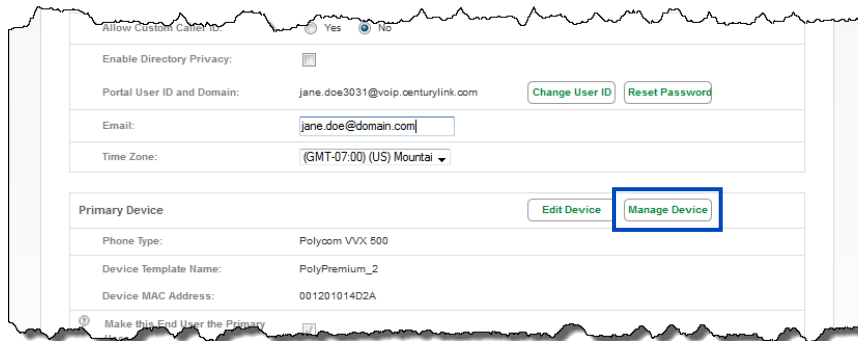 Allow Custom Caller ID: Yes No
Enable Directory Privacy:
Portal User ID and Domain: jane.doe3031@voip.centurylink.com Change User ID Reset Password
Email: jane.doe@domain.com
Time Zone: (GMT-07:00) (US) Mountai
Primary Device Edit Device Manage Device
Phone Type: Polycom VVX 500
Device Template Name: PolyPremium_2
Device MAC Address: 001201014D2A
? Make this End User the Primary